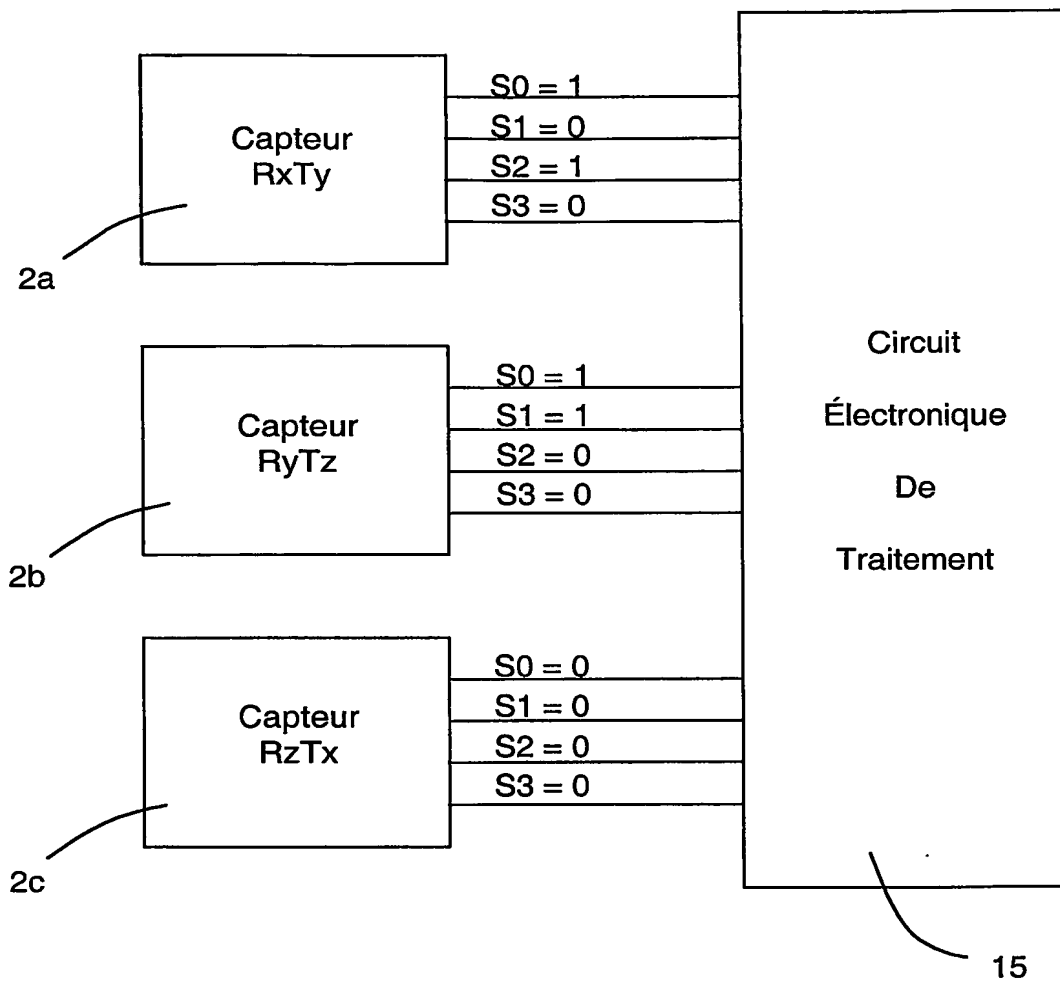 Capteur
RxTy
S0 = 1
S1 = 0
S2 = 1
S3 = 0
2a
Capteur
RyTz
S0 = 1
S1 = 1
S2 = 0
S3 = 0
2b
Capteur
RzTx
S0 = 0
S1 = 0
S2 = 0
S3 = 0
2c
Circuit
Électronique
De
Traitement
15